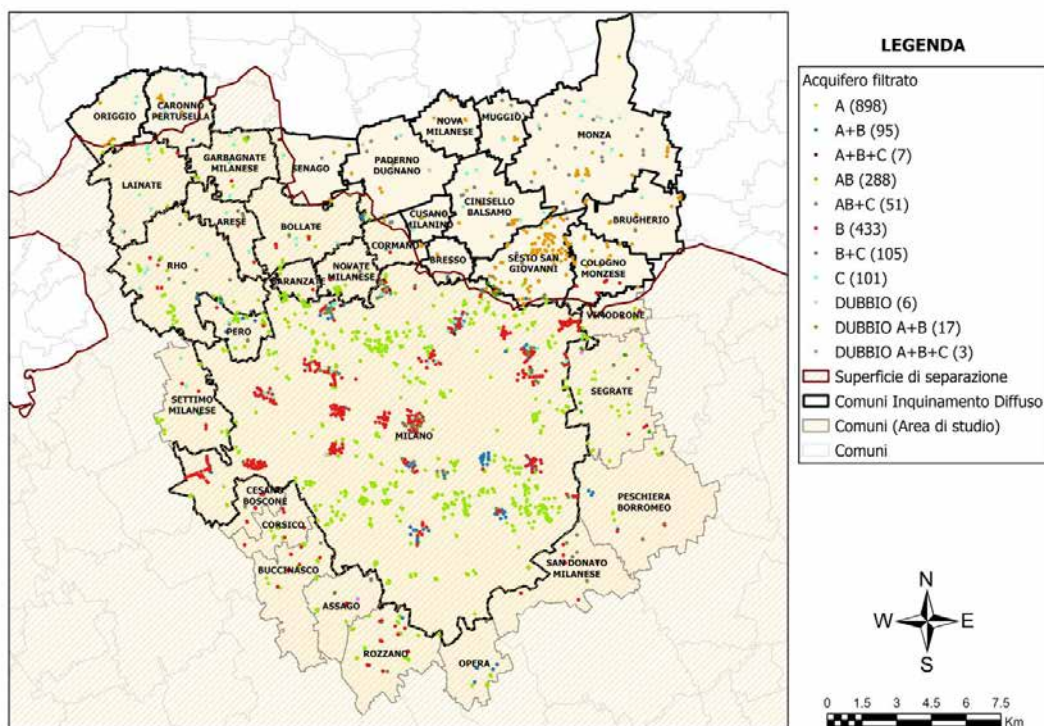 LEGENDA
Acquifero filtrato
A (898)
A+B (95)
A+B+C (7)
AB (288)
AB+C (51)
B (433)
B+C (105)
C (101)
DUBBIO (6)
DUBBIO A+B (17)
DUBBIO A+B+C (3)
Superficie di separazione
Comuni Inquinamento Diffuso
Comuni (Area di studio)
Comuni
ORIGGIO
CARONNO
PERTUSELLA
NOVA
MILANESE
MUGGIO
MONZA
LAINATE
GARBAGNATE
MILANESE
SENAGO
PADERNO
DUGNANO
CINISELLO
BALSAMO
BRUGHERIO
ARESE
BOLLATE
CUSANO
MILANINO
CORMANO
BRESSO
SESTO SAN
GIOVANNI
COLOGNO
MONZESE
RHO
NOVATE
MILANESE
BARANZATE
PERO
VIMODRONE
SETTIMO
MILANESE
SEGRATE
MILANO
CESANO
BOSCONE
CORSICO
PESCHIERA
BORROMEO
BUCCINASCO
SAN DONATO
MILANESE
ASSAGO
ROZZANO
OPERA
N
W
E
S
0 1.5 3 4.5 6 7.5
Km